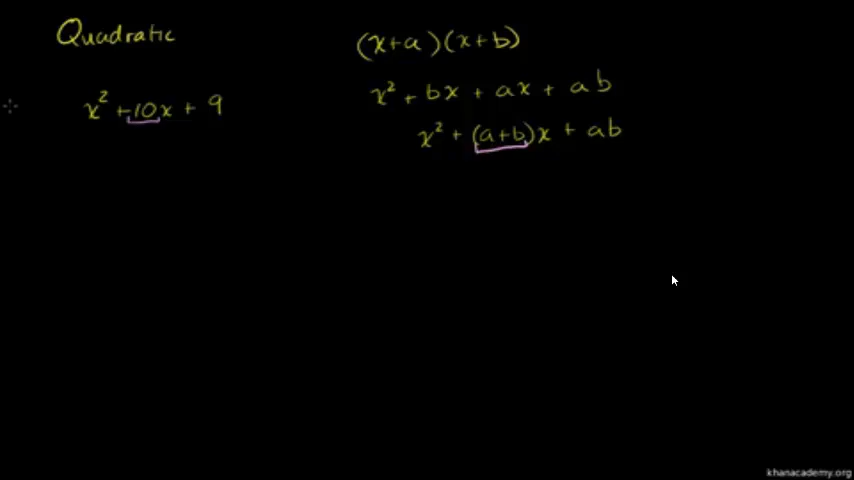 Quadratic
x² + 10x + 9
(x+a)(x+b)
x² + bx + ax + ab
x² + (a+b)x + ab
khanacademy.org